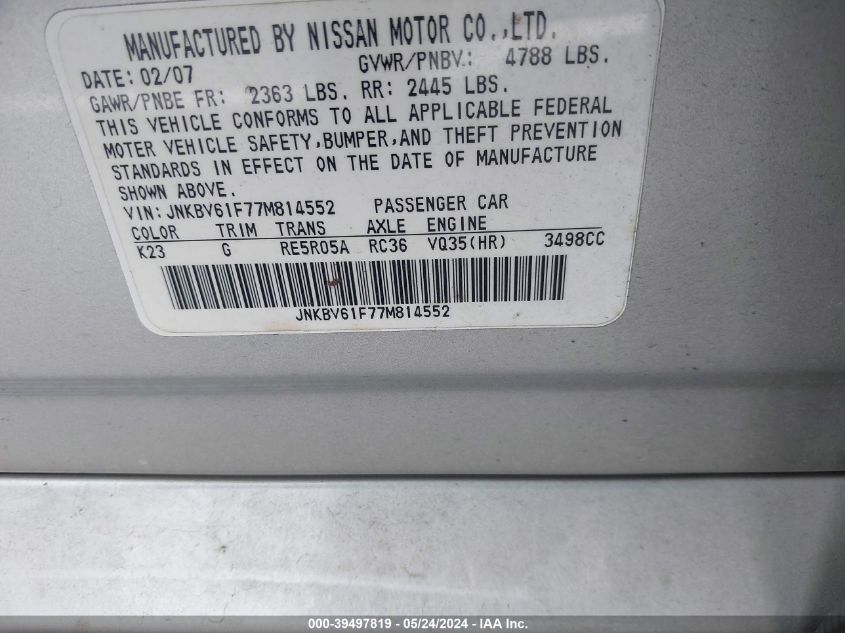 MANUFACTURED BY NISSAN MOTOR CO.,LTD.
DATE: 02/07 GVWR/PNBV: 4788 LBS.
GAWR/PNBE FR: 2363 LBS. RR: 2445 LBS.
THIS VEHICLE CONFORMS TO ALL APPLICABLE FEDERAL
MOTER VEHICLE SAFETY,BUMPER,AND THEFT PREVENTION
STANDARDS IN EFFECT ON THE DATE OF MANUFACTURE
SHOWN ABOVE.
VIN: JNKBV61F77M814552 PASSENGER CAR
COLOR TRIM TRANS AXLE ENGINE
K23 G RE5R05A RC36 VQ35(HR) 3498CC
JNKBV61F77M814552
000-39497819 - 05/24/2024 - IAA Inc.